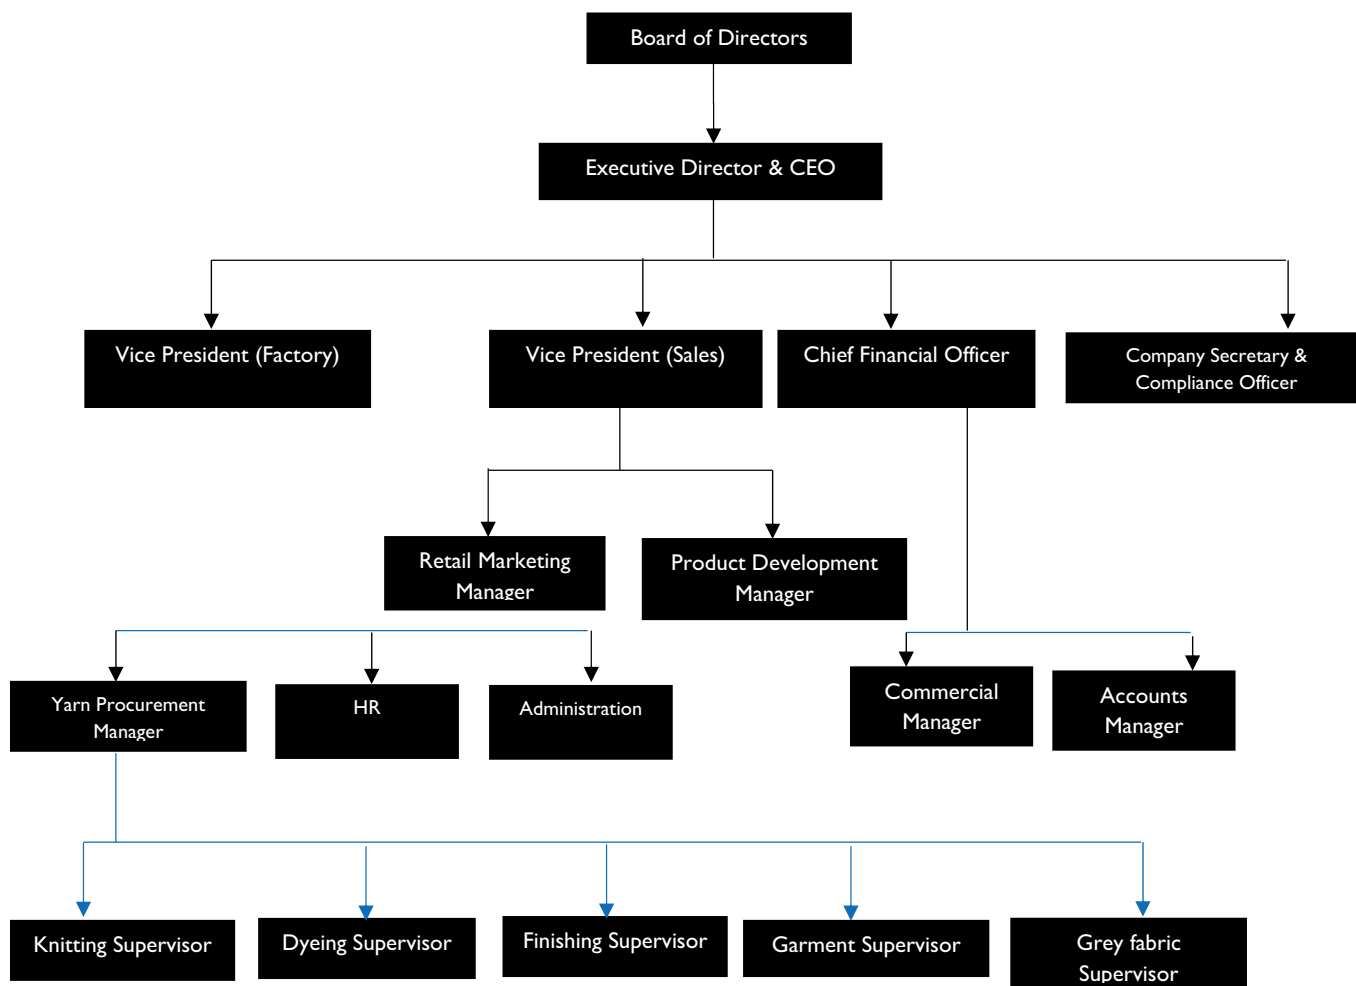 Board of Directors
Executive Director & CEO
Vice President (Factory)
Vice President (Sales)
Chief Financial Officer
Company Secretary &
Compliance Officer
Retail Marketing
Manager
Product Development
Manager
Yarn Procurement
Manager
HR
Administration
Commercial
Manager
Accounts
Manager
Knitting Supervisor
Dyeing Supervisor
Finishing Supervisor
Garment Supervisor
Grey fabric
Supervisor